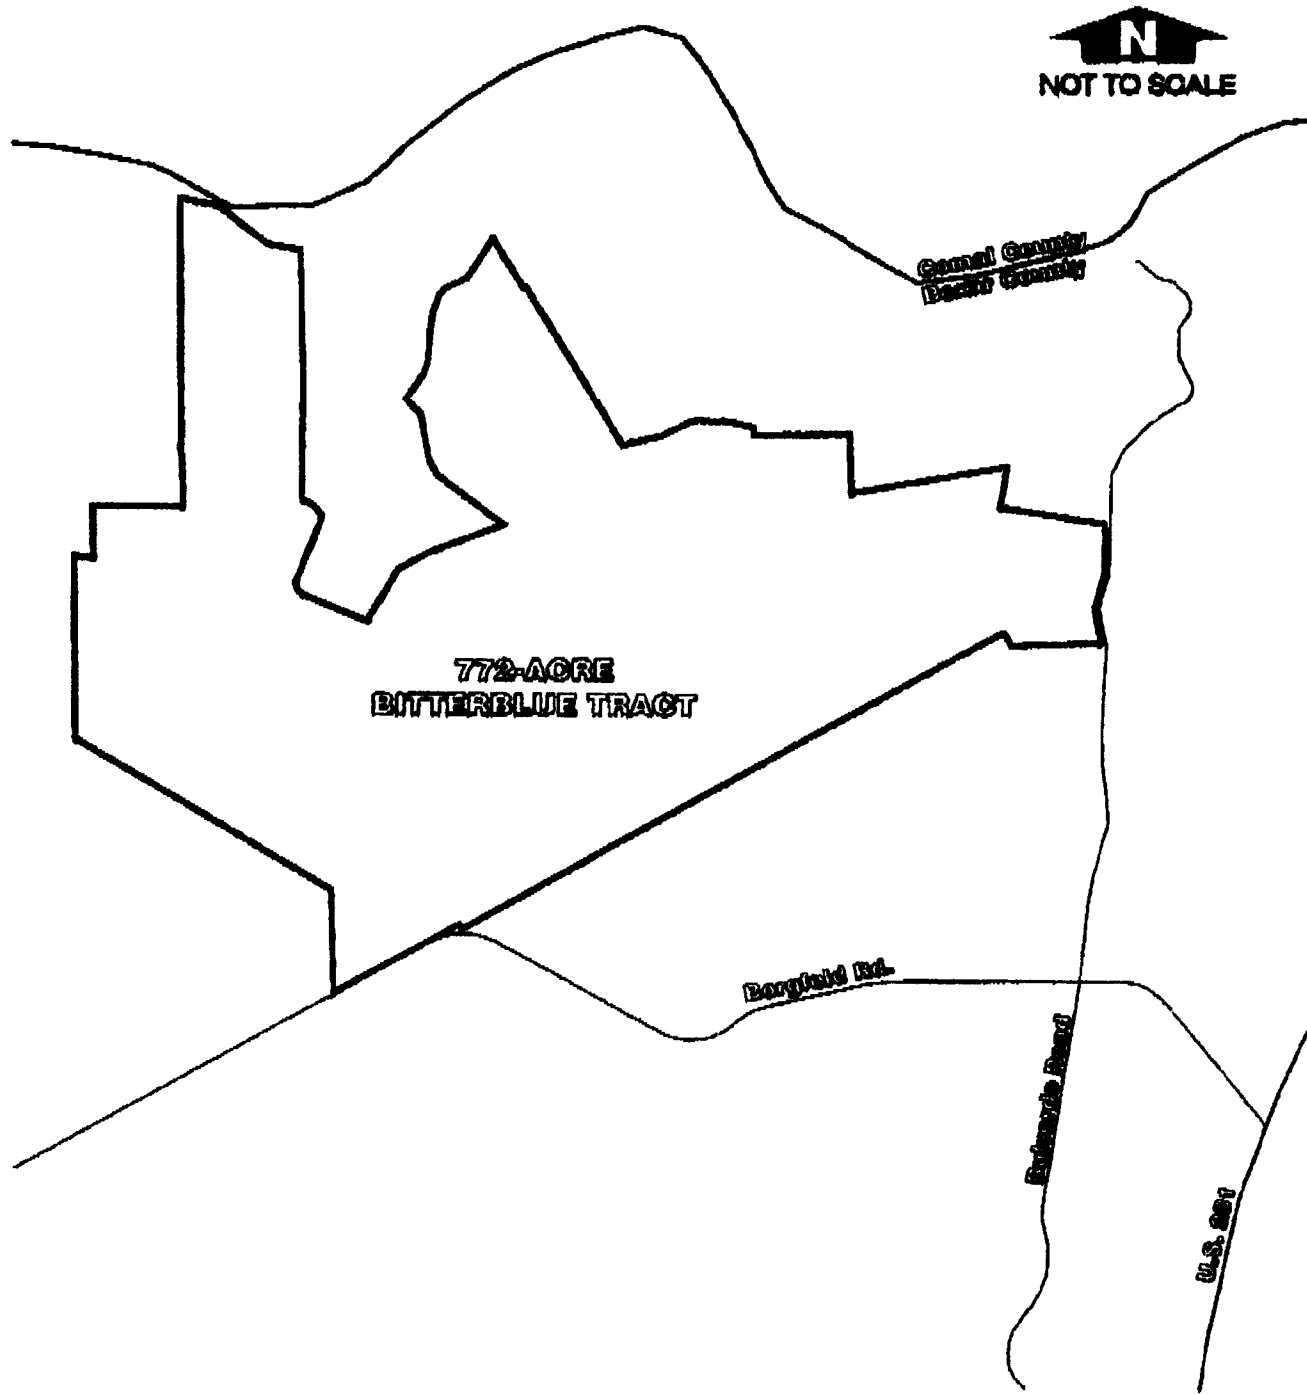 N
NOT TO SCALE
Comal County
Bexar County
772-ACRE
BITTERBLUE TRACT
Borgfeld Rd.
Bulverde Road
U.S. 281